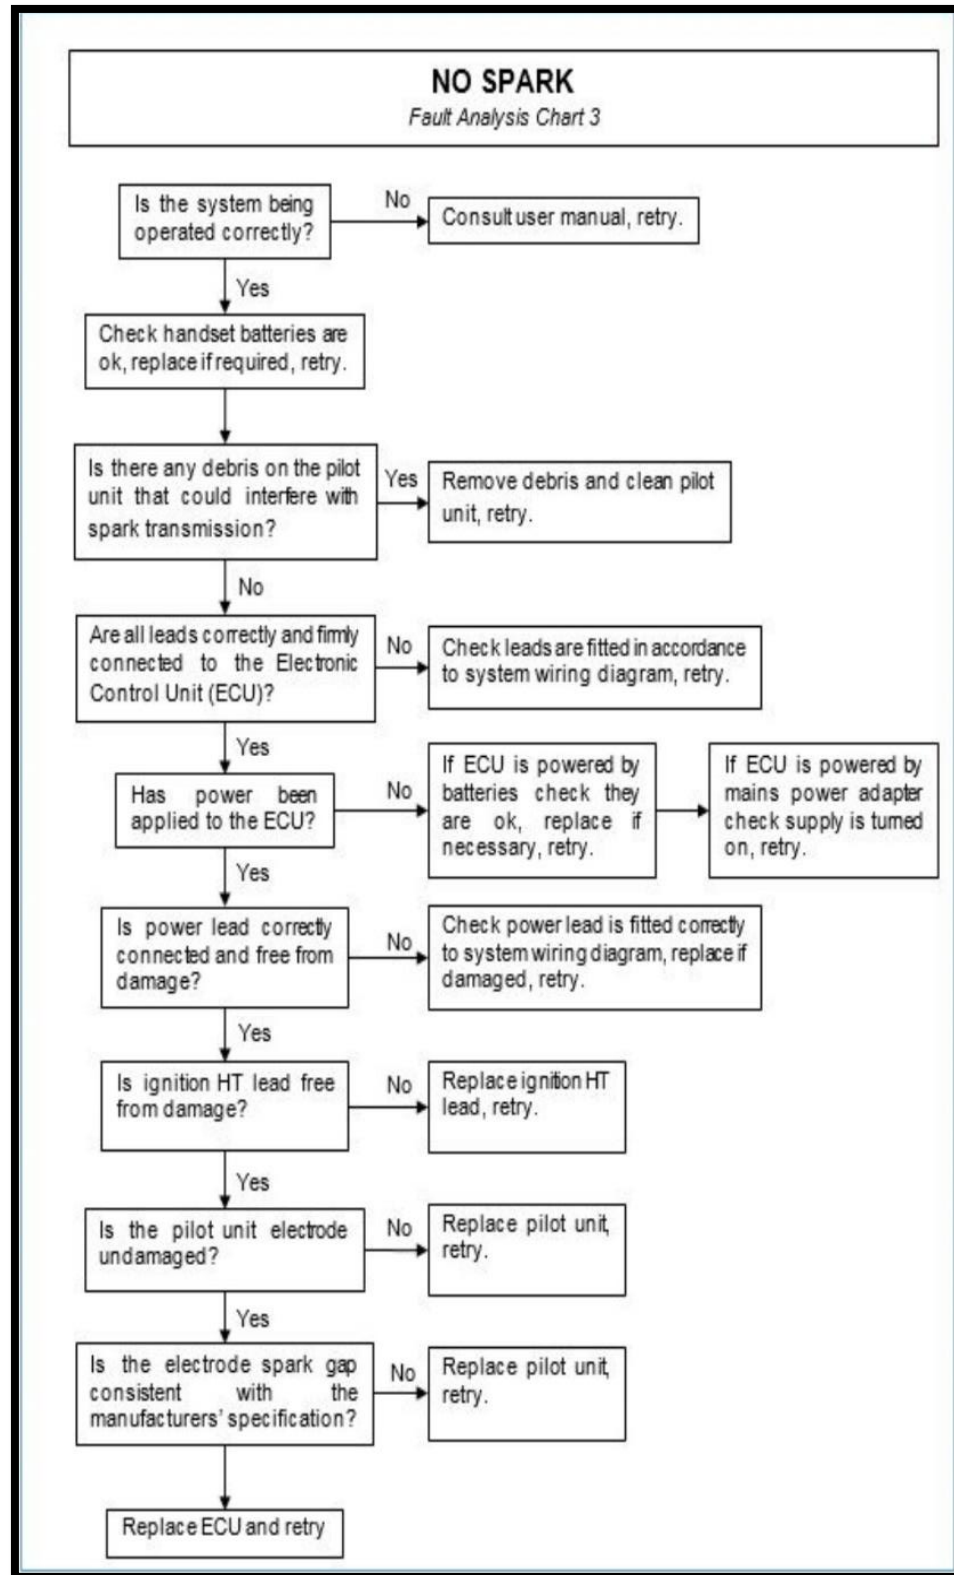 NO SPARK
Fault Analysis Chart 3
Is the system being
operated correctly?
No
Consult user manual, retry.
Yes
Check handset batteries are
ok, replace if required, retry.
Is there any debris on the pilot
unit that could interfere with
spark transmission?
Yes
Remove debris and clean pilot
unit, retry.
No
Are all leads correctly and firmly
connected to the Electronic
Control Unit (ECU)?
No
Check leads are fitted in accordance
to system wiring diagram, retry.
Yes
Has power been
applied to the ECU?
No
If ECU is powered by
batteries check they
are ok, replace if
necessary, retry.
If ECU is powered by
mains power adapter
check supply is turned
on, retry.
Yes
Is power lead correctly
connected and free from
damage?
No
Check power lead is fitted correctly
to system wiring diagram, replace if
damaged, retry.
Yes
Is ignition HT lead free
from damage?
No
Replace ignition HT
lead, retry.
Yes
Is the pilot unit electrode
undamaged?
No
Replace pilot unit,
retry.
Yes
Is the electrode spark gap
consistent with the
manufacturers' specification?
No
Replace pilot unit,
retry.
Replace ECU and retry